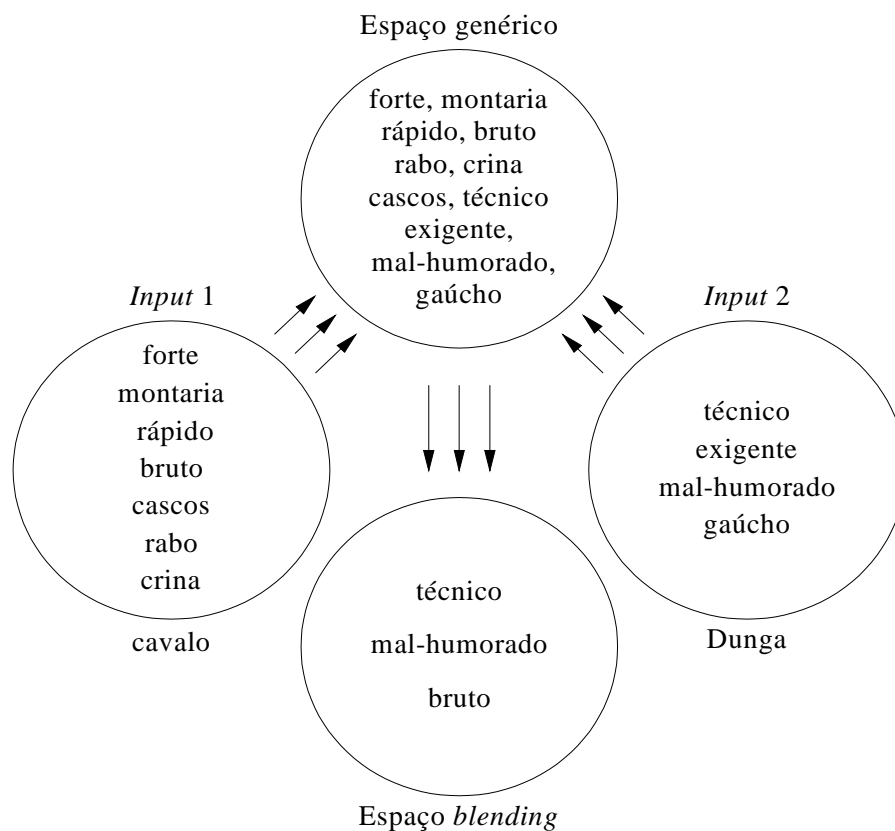 Espaço genérico
forte, montaria
rápido, bruto
rabo, crina
cascos, técnico
exigente,
mal-humorado,
gaúcho
Input 1
forte
montaria
rápido
bruto
cascos
rabo
crina
cavalo
Input 2
técnico
exigente
mal-humorado
gaúcho
Dunga
técnico
mal-humorado
bruto
Espaço blending